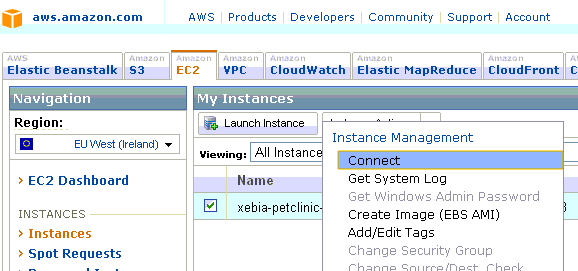 aws.amazon.com
AWS | Products | Developers | Community | Support | Account
AWS Elastic Beanstalk
Amazon S3
Amazon EC2
Amazon VPC
Amazon CloudWatch
Amazon Elastic MapReduce
Amazon CloudFront
Navigation
Region:
EU West (Ireland)
EC2 Dashboard
INSTANCES
Instances
Spot Requests
My Instances
Launch Instance
Viewing: All Instance
Name
xebia-petclinic-
Instance Management
Connect
Get System Log
Get Windows Admin Password
Create Image (EBS AMI)
Add/Edit Tags
Change Security Group
Change Source/Dest. Check